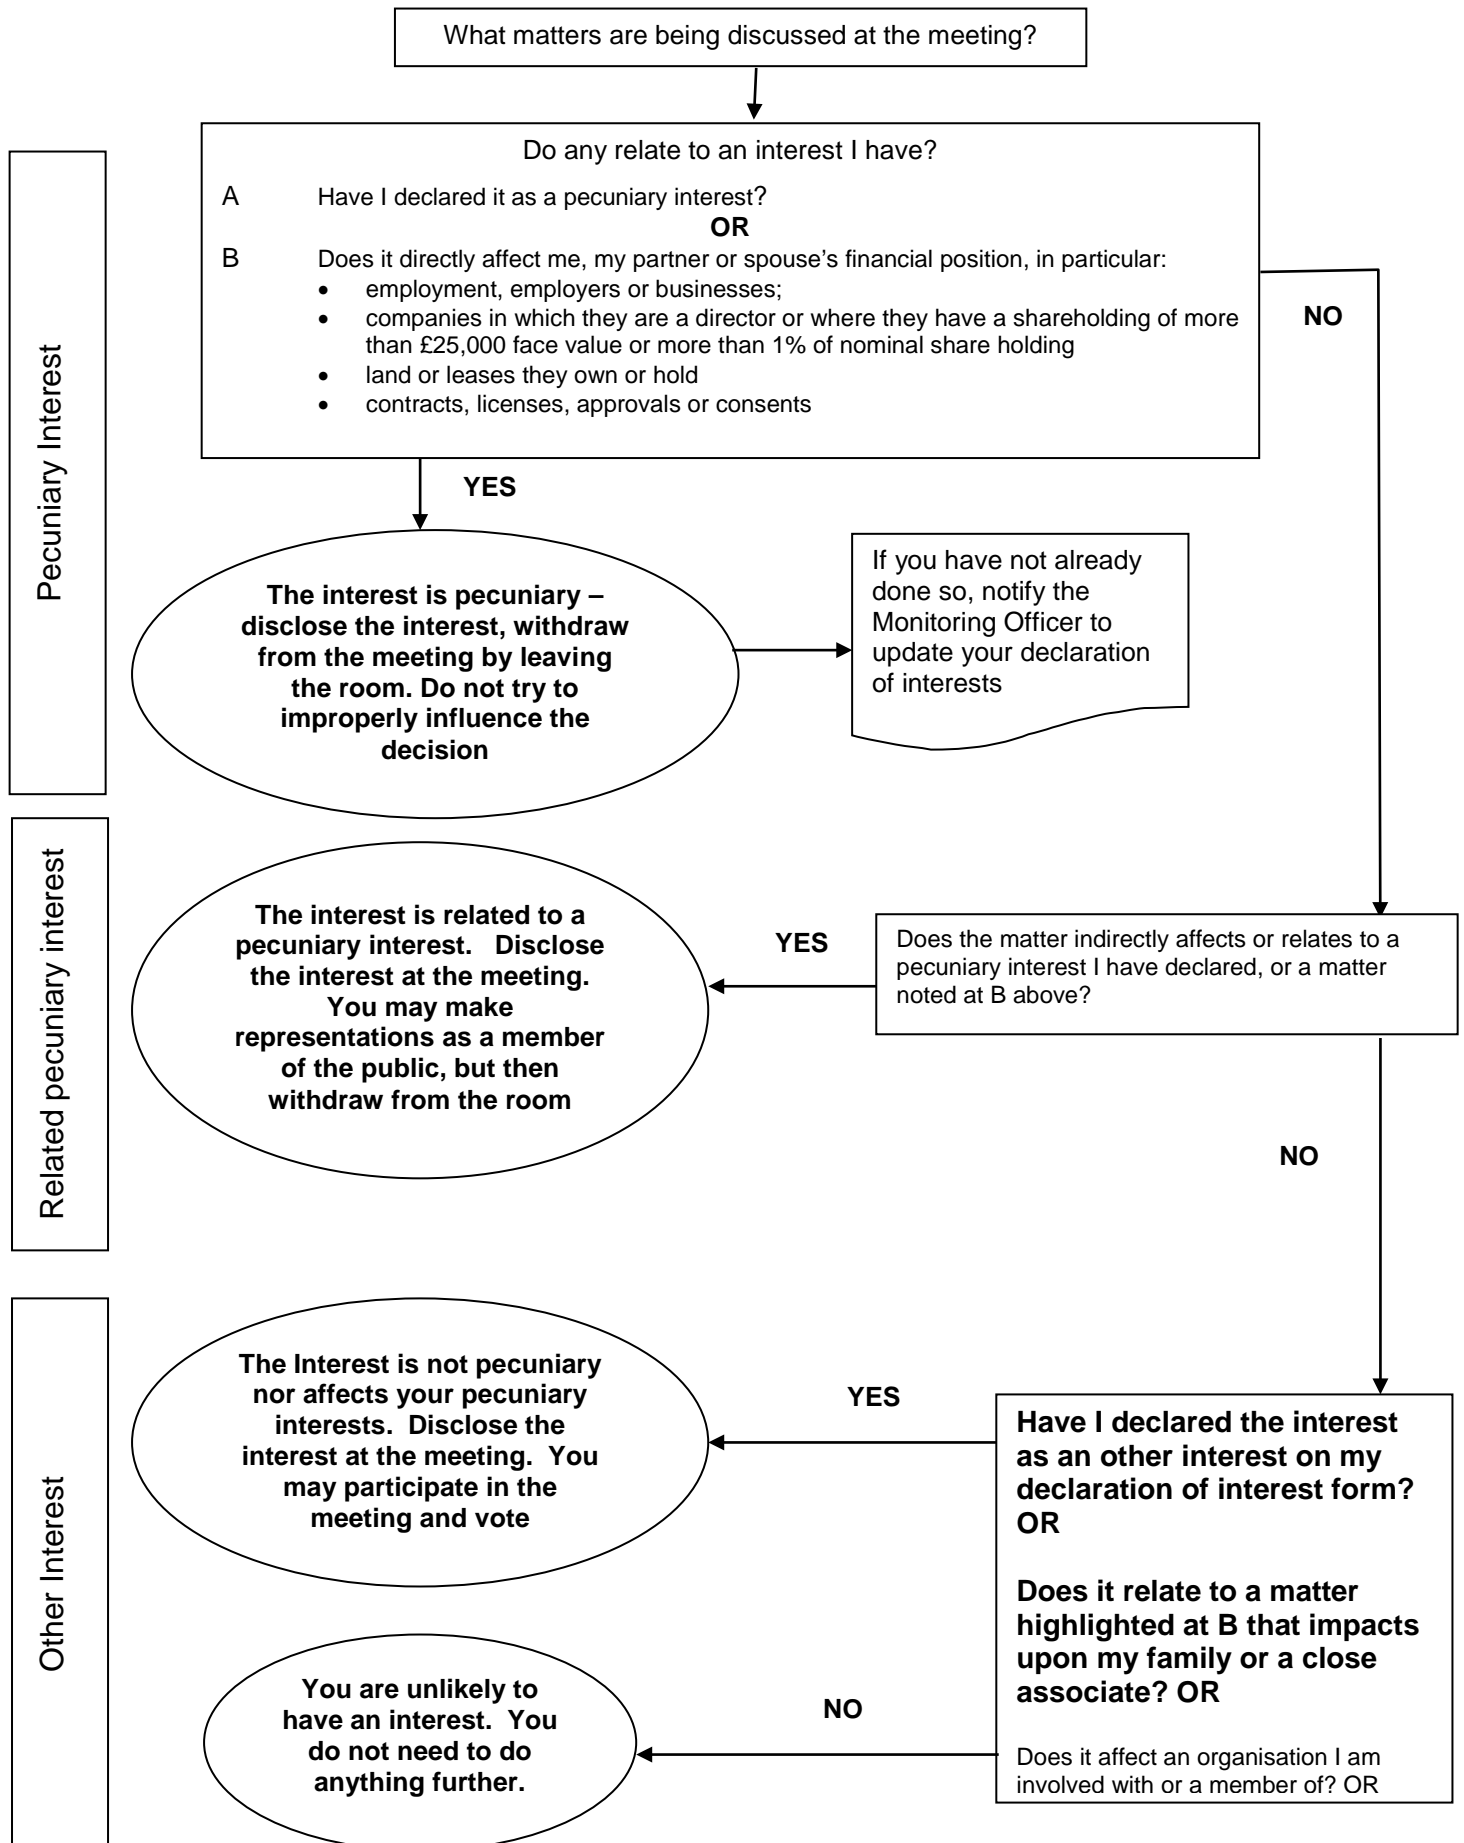 What matters are being discussed at the meeting?
Pecuniary Interest
Do any relate to an interest I have?
A Have I declared it as a pecuniary interest?
OR
B Does it directly affect me, my partner or spouse's financial position, in particular:
• employment, employers or businesses;
• companies in which they are a director or where they have a shareholding of more
than £25,000 face value or more than 1% of nominal share holding
• land or leases they own or hold
• contracts, licenses, approvals or consents
NO
YES
The interest is pecuniary –
disclose the interest, withdraw
from the meeting by leaving
the room. Do not try to
improperly influence the
decision
If you have not already
done so, notify the
Monitoring Officer to
update your declaration
of interests
Related pecuniary interest
The interest is related to a
pecuniary interest. Disclose
the interest at the meeting.
You may make
representations as a member
of the public, but then
withdraw from the room
YES
Does the matter indirectly affects or relates to a
pecuniary interest I have declared, or a matter
noted at B above?
NO
Other Interest
The Interest is not pecuniary
nor affects your pecuniary
interests. Disclose the
interest at the meeting. You
may participate in the
meeting and vote
YES
Have I declared the interest
as an other interest on my
declaration of interest form?
OR
Does it relate to a matter
highlighted at B that impacts
upon my family or a close
associate? OR
Does it affect an organisation I am
involved with or a member of? OR
NO
You are unlikely to
have an interest. You
do not need to do
anything further.